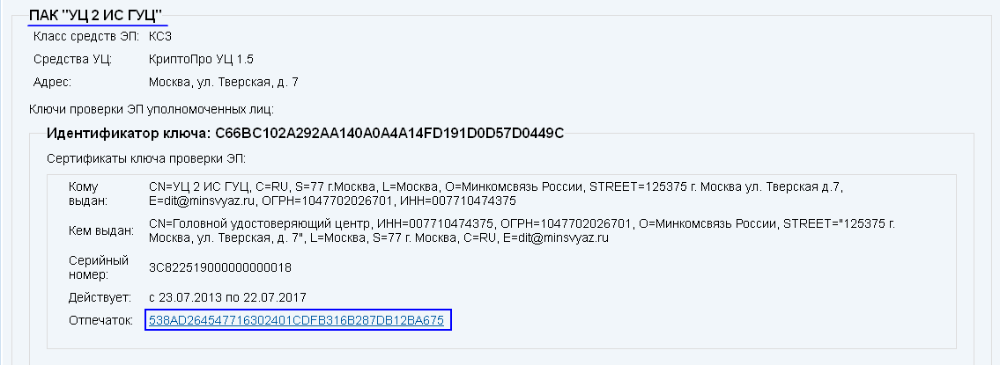 ПАК "УЦ 2 ИС ГУЦ"
Класс средств ЭП: КС3
Средства УЦ: КриптоПро УЦ 1.5
Адрес: Москва, ул. Тверская, д. 7
Ключи проверки ЭП уполномоченных лиц:
Идентификатор ключа: C66BC102A292AA140A0A4A14FD191D0D57D0449C
Сертификаты ключа проверки ЭП:
Кому выдан: CN=УЦ 2 ИС ГУЦ, C=RU, S=77 г.Москва, L=Москва, O=Минкомсвязь России, STREET=125375 г. Москва ул. Тверская д.7,
E=dit@minsvyaz.ru, ОГРН=1047702026701, ИНН=007710474375
Кем выдан: CN=Головной удостоверяющий центр, ИНН=007710474375, ОГРН=1047702026701, O=Минкомсвязь России, STREET="125375 г.
Москва, ул. Тверская, д. 7", L=Москва, S=77 г. Москва, C=RU, E=dit@minsvyaz.ru
Серийный номер: 3C822519000000000018
Действует: с 23.07.2013 по 22.07.2017
Отпечаток: 538AD264547716302401CDFB316B287DB12BA675